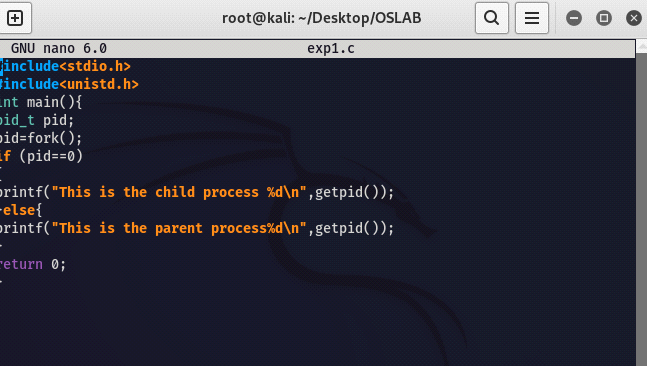 root@kali: ~/Desktop/OSLAB
GNU nano 6.0 exp1.c
#include<stdio.h>
#include<unistd.h>
int main(){
pid_t pid;
pid=fork();
if (pid==0)
{
printf("This is the child process %d\n",getpid());
}else{
printf("This is the parent process%d\n",getpid());
}
return 0;
}